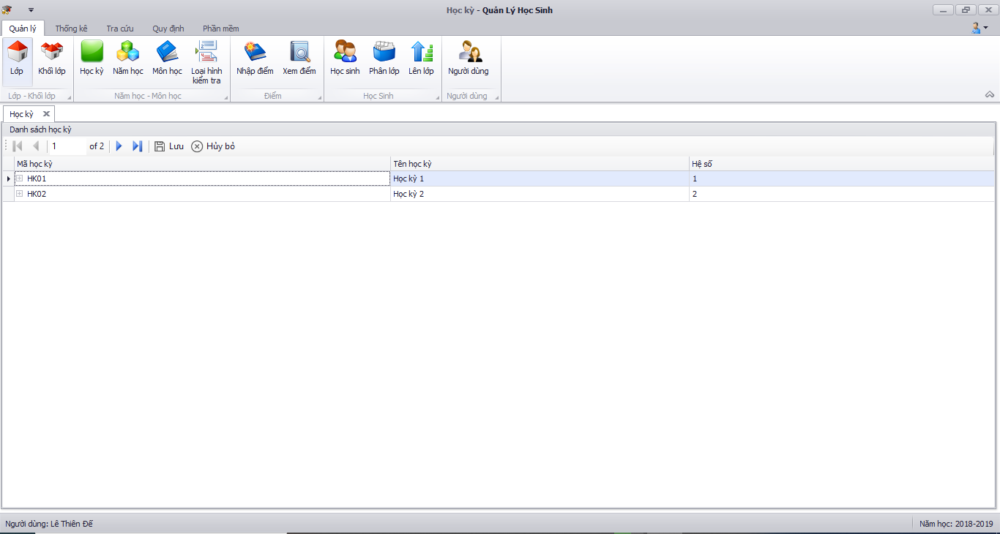 Học kỳ - Quản Lý Học Sinh
Quản lý Thống kê Tra cứu Quy định Phần mềm
Lớp Khối lớp Học kỳ Năm học Môn học Loại hình kiểm tra Nhập điểm Xem điểm Học sinh Phân lớp Lên lớp Người dùng
Lớp - Khối lớp Năm học - Môn học Điểm Học Sinh Người dùng
Học kỳ
Danh sách học kỳ
1 of 2 Lưu Hủy bỏ
Mã học kỳ Tên học kỳ Hệ số
HK01 Học kỳ 1 1
HK02 Học kỳ 2 2
Người dùng: Lê Thiên Đế Năm học: 2018-2019